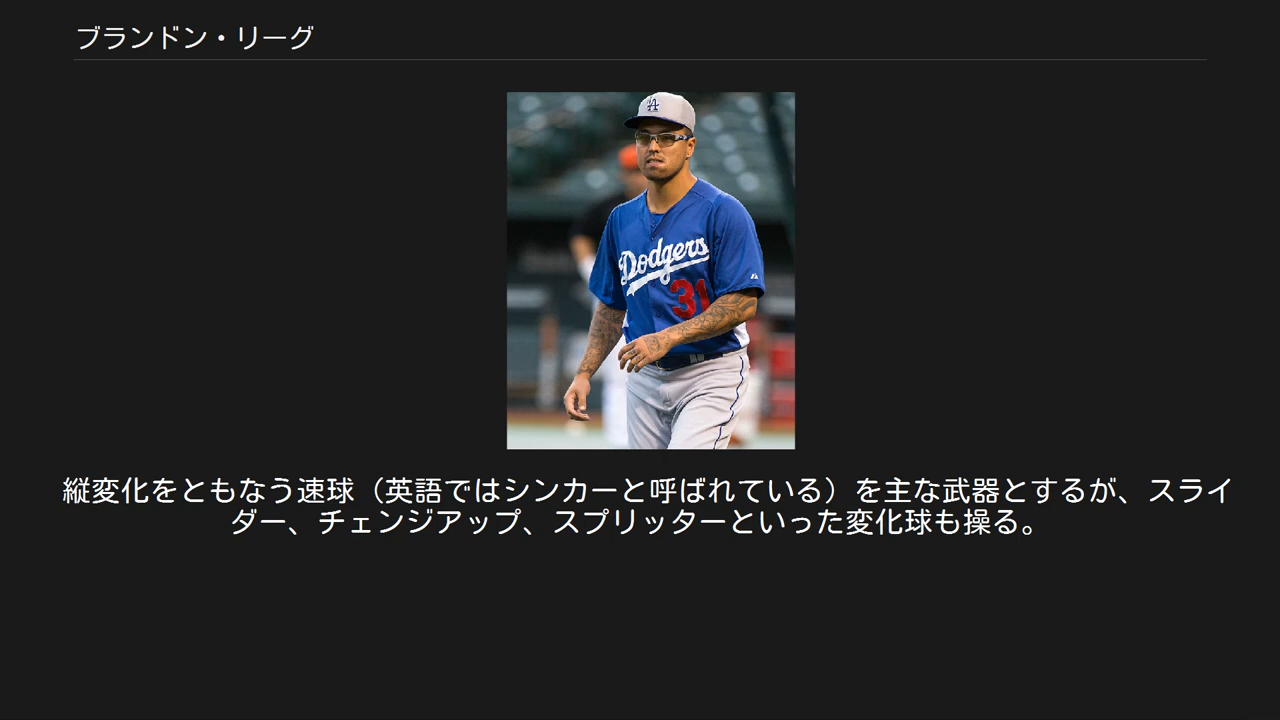 ブランドン・リーグ
LA
Dodgers
31
縦変化をともなう速球（英語ではシンカーと呼ばれている）を主な武器とするが、スライ
ダー、チェンジアップ、スプリッターといった変化球も操る。